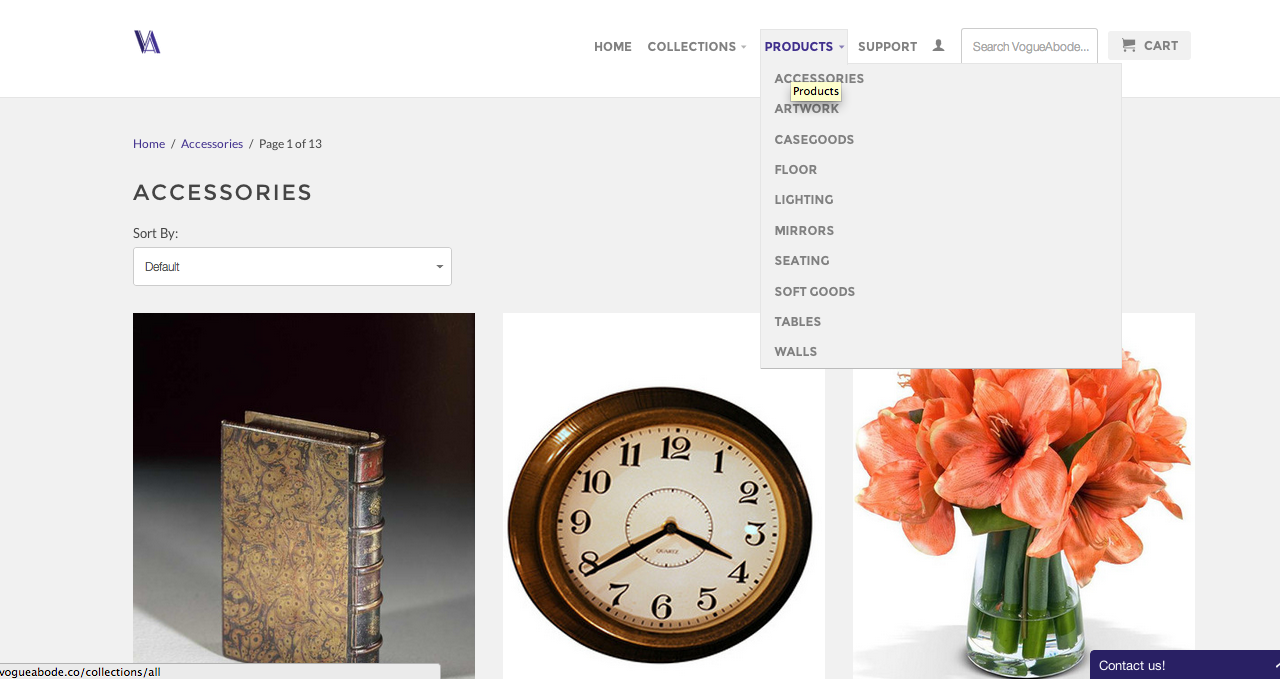 VA
HOME COLLECTIONS PRODUCTS SUPPORT Search VogueAbode... CART
ACCESSORIES
Products
ARTWORK
CASEGOODS
FLOOR
LIGHTING
MIRRORS
SEATING
SOFT GOODS
TABLES
WALLS
Home / Accessories / Page 1 of 13
ACCESSORIES
Sort By:
Default
12
11 1
10 2
9 3
8 4
7 5
6
QUARTZ
vogueabode.co/collections/all
Contact us!